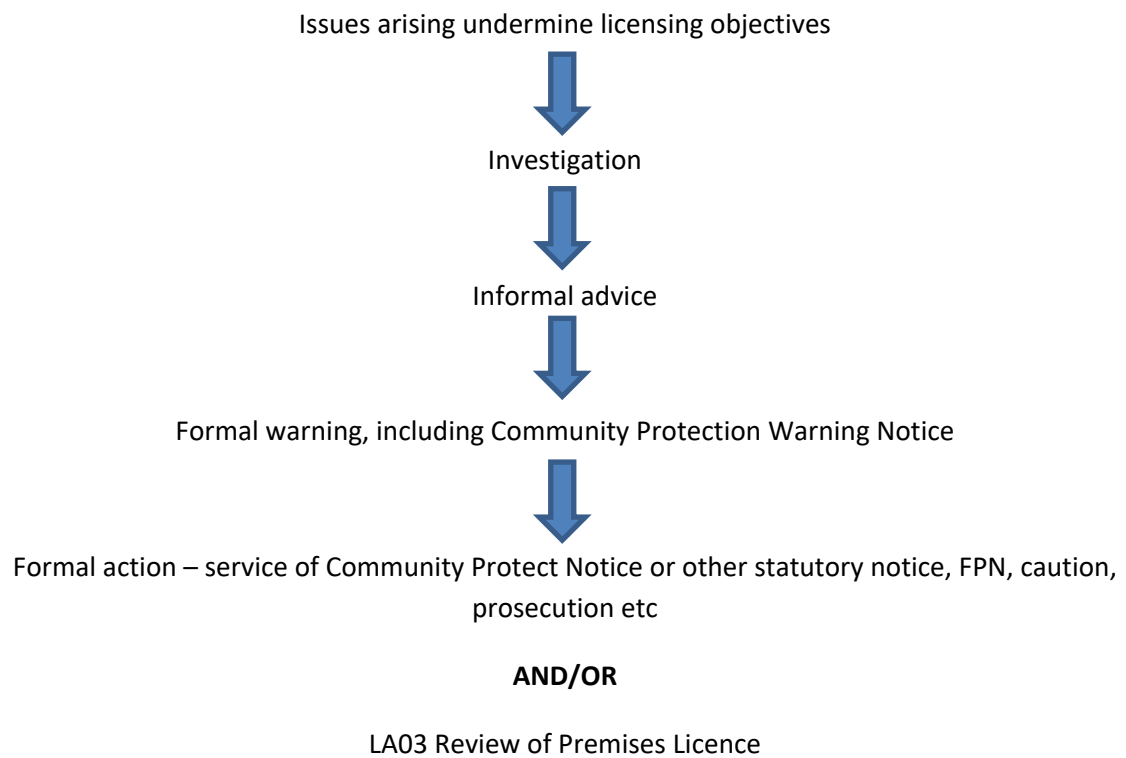 Issues arising undermine licensing objectives
Investigation
Informal advice
Formal warning, including Community Protection Warning Notice
Formal action – service of Community Protect Notice or other statutory notice, FPN, caution,
prosecution etc
AND/OR
LA03 Review of Premises Licence